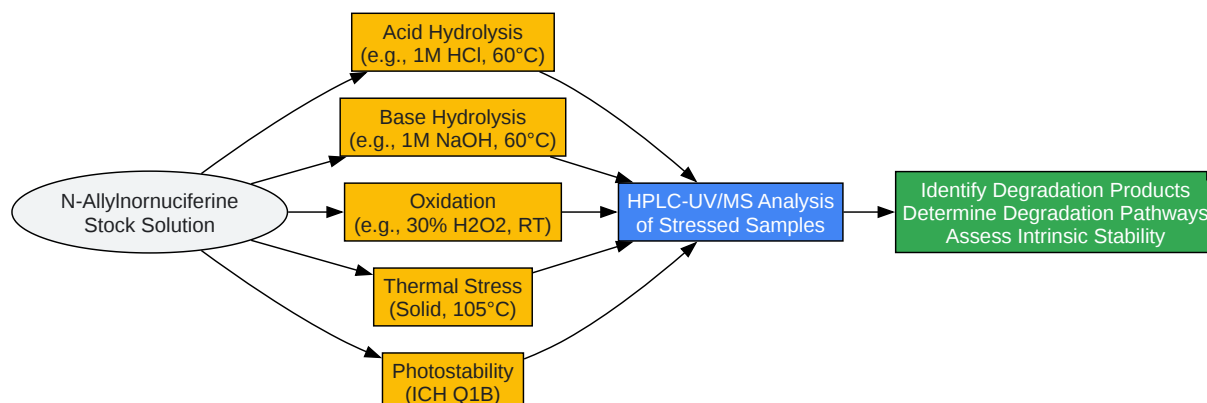 Acid Hydrolysis
(e.g., 1M HCl, 60°C)
Base Hydrolysis
(e.g., 1M NaOH, 60°C)
N-Allylnornuciferine
Stock Solution
Oxidation
(e.g., 30% H2O2, RT)
HPLC-UV/MS Analysis
of Stressed Samples
Identify Degradation Products
Determine Degradation Pathways
Assess Intrinsic Stability
Thermal Stress
(Solid, 105°C)
Photostability
(ICH Q1B)